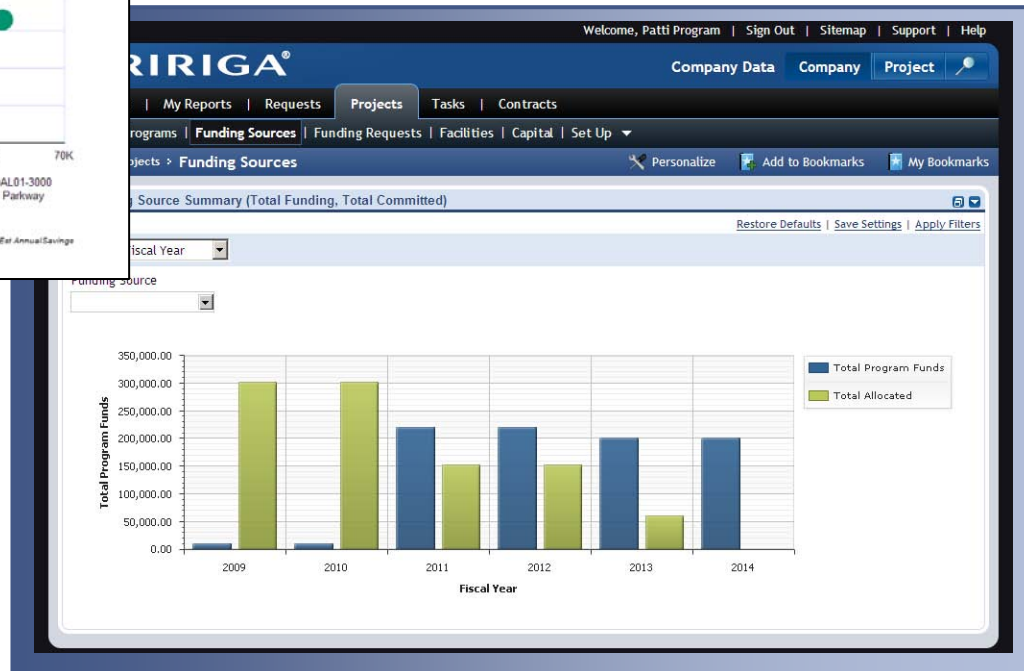 Welcome, Patti Program | Sign Out | Sitemap | Support | Help
RIRIGA®
Company Data Company Project
| My Reports | Requests Projects Tasks | Contracts
rograms | Funding Sources | Funding Requests | Facilities | Capital | Set Up
70K
ojects > Funding Sources
Personalize Add to Bookmarks My Bookmarks
AL01-3000
Parkway
Source Summary (Total Funding, Total Committed)
Restore Defaults | Save Settings | Apply Filters
Est AnnualSavings
iscal Year
Funding Source
350,000.00
300,000.00
250,000.00
200,000.00
150,000.00
100,000.00
50,000.00
0.00
Total Program Funds
Total Program Funds
Total Allocated
2009 2010 2011 2012 2013 2014
Fiscal Year